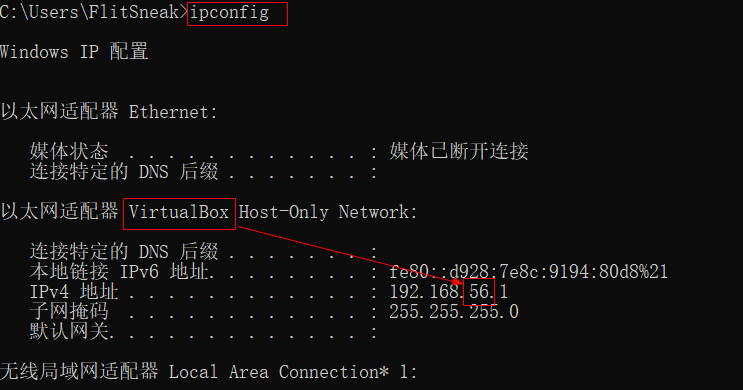 C:\Users\FlitSneak>ipconfig
Windows IP 配置
以太网适配器 Ethernet:
媒体状态 . . . . . . . . . . . . : 媒体已断开连接
连接特定的 DNS 后缀 . . . . . . . :
以太网适配器 VirtualBox Host-Only Network:
连接特定的 DNS 后缀 . . . . . . . :
本地链接 IPv6 地址. . . . . . . . : fe80::d928:7e8c:9194:80d8%21
IPv4 地址 . . . . . . . . . . . . : 192.168.56.1
子网掩码 . . . . . . . . . . . . : 255.255.255.0
默认网关. . . . . . . . . . . . . :
无线局域网适配器 Local Area Connection* 1: